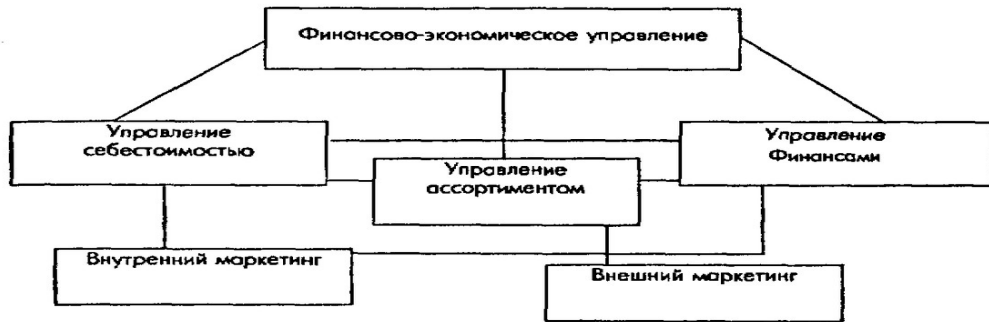 Финансово-экономическое управление
Управление
себестоимостью
Управление
Финансами
Управление
ассортиментом
Внутренний маркетинг
Внешний маркетинг